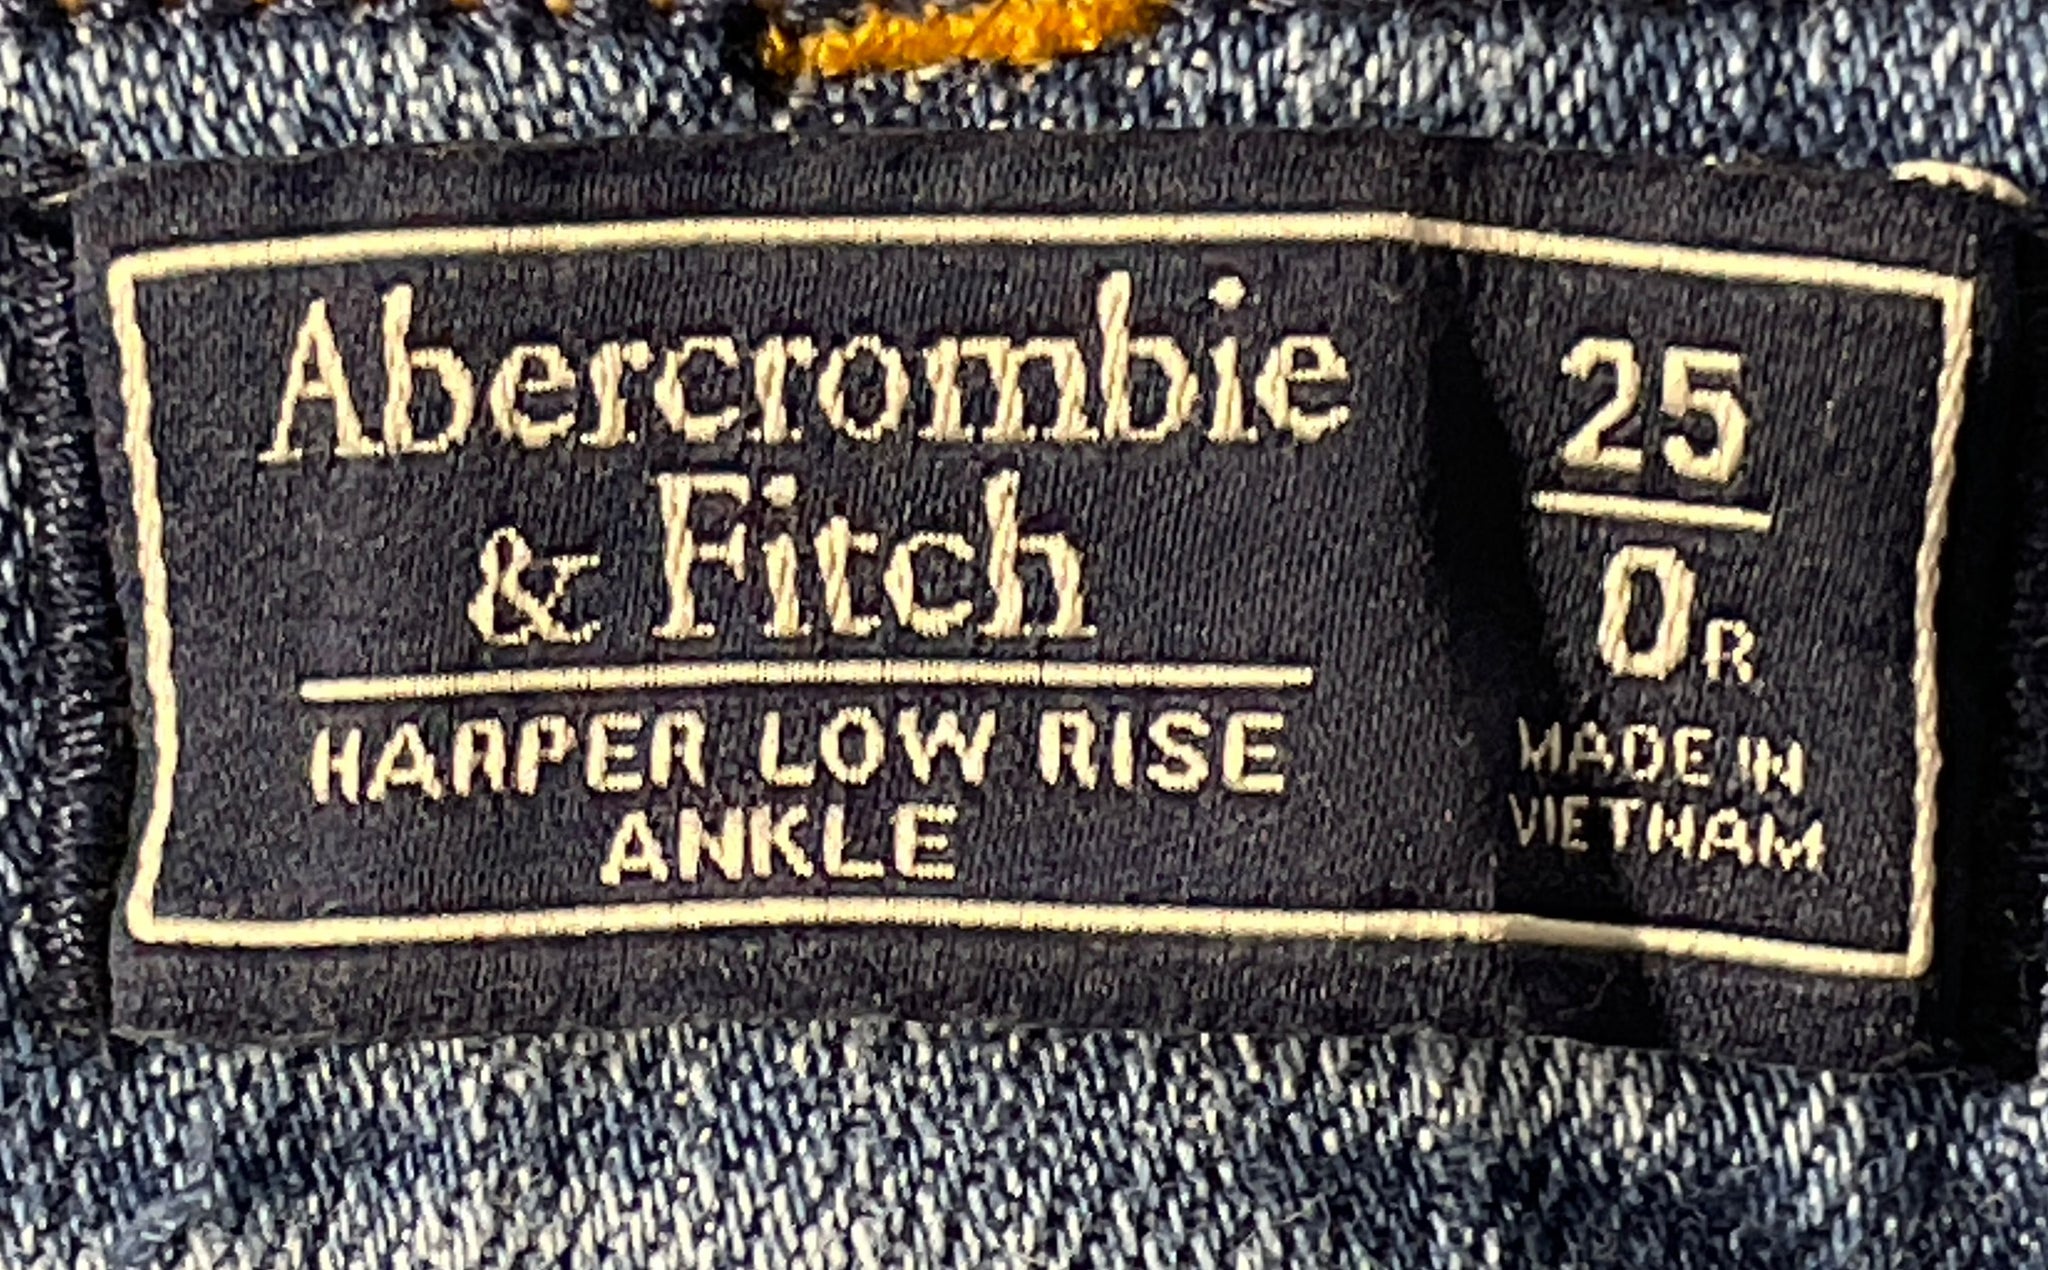 Abercrombie
& Fitch
HARPER LOW RISE
ANKLE
25
0R
MADE IN
VIETNAM